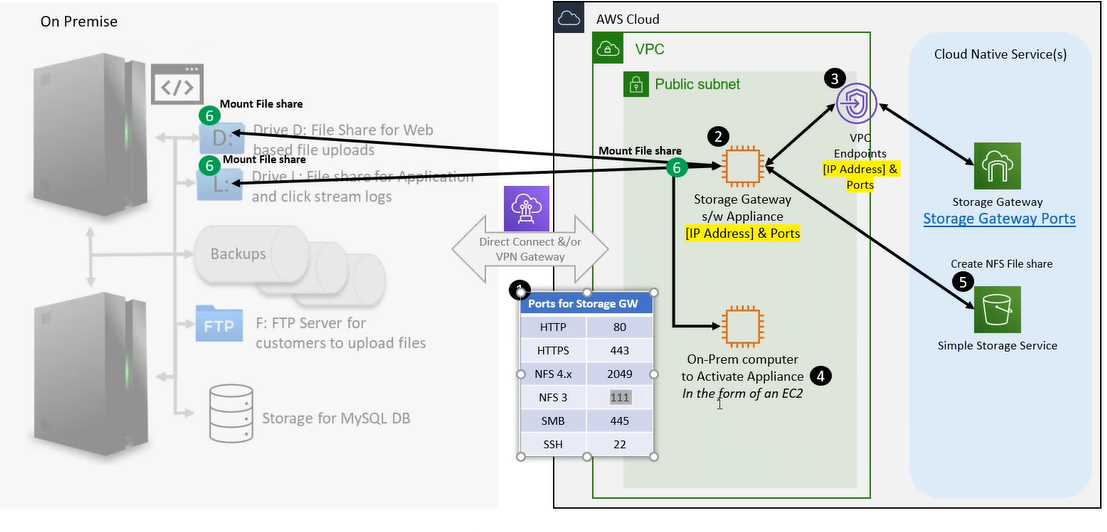 On Premise
</>
6
Mount File share
D:
Drive D: File Share for Web
based file uploads
6
Mount File share
L:
Drive L: File share for Application
and click stream logs
Backups
FTP
F: FTP Server for
customers to upload files
Storage for MySQL DB
Direct Connect &/or
VPN Gateway
1
Ports for Storage GW
HTTP 80
HTTPS 443
NFS 4.x 2049
NFS 3 111
SMB 445
SSH 22
AWS Cloud
VPC
Public subnet
2
Mount File share
6
Storage Gateway
s/w Appliance
[IP Address] & Ports
3
VPC
Endpoints
[IP Address] &
Ports
On-Prem computer
to Activate Appliance
4
In the form of an EC2
Cloud Native Service(s)
Storage Gateway
Storage Gateway Ports
Create NFS File share
5
Simple Storage Service